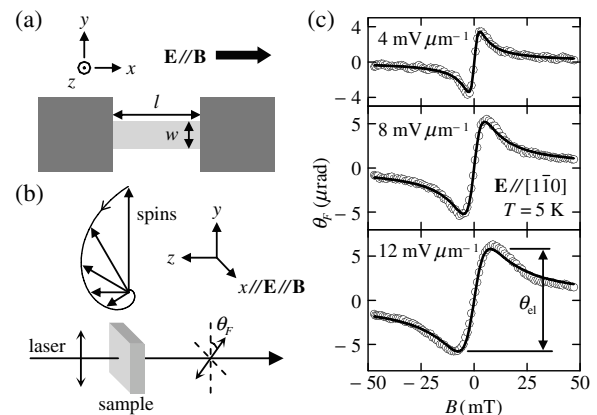 (a)
y
z
x
E//B
l
w
(b)
spins
y
z
x//E//B
θF
laser
sample
(c)
4
4 mV μm−1
0
−4
5
8 mV μm−1
0
E//[11̅0]
T = 5 K
−5
θF (μrad)
12 mV μm−1
5
0
θel
−5
−50
−25
0
25
50
B (mT)